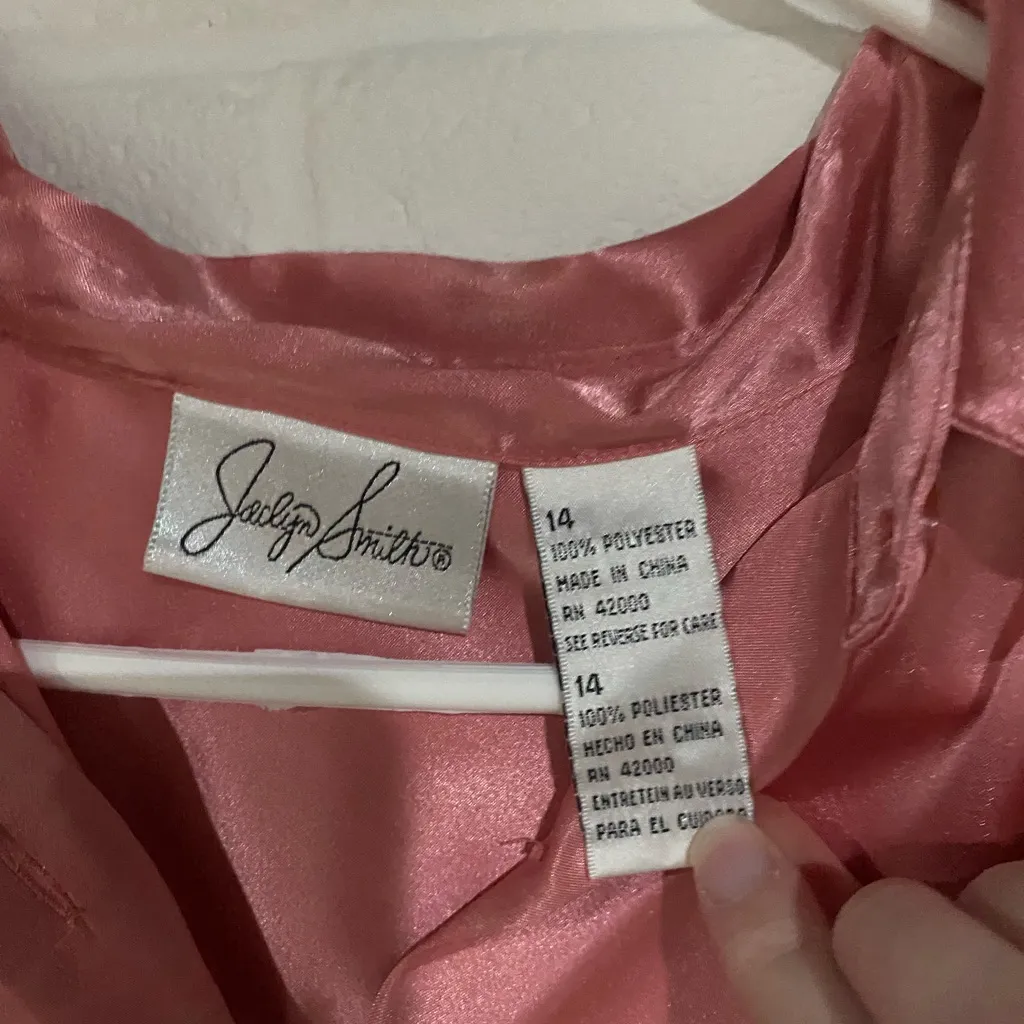 Jaclyn Smith®
14
100% POLYESTER
MADE IN CHINA
RN 42000
SEE REVERSE FOR CARE
14
100% POLIESTER
HECHO EN CHINA
RN 42000
ENTRETEIN AU VERSO
PARA EL